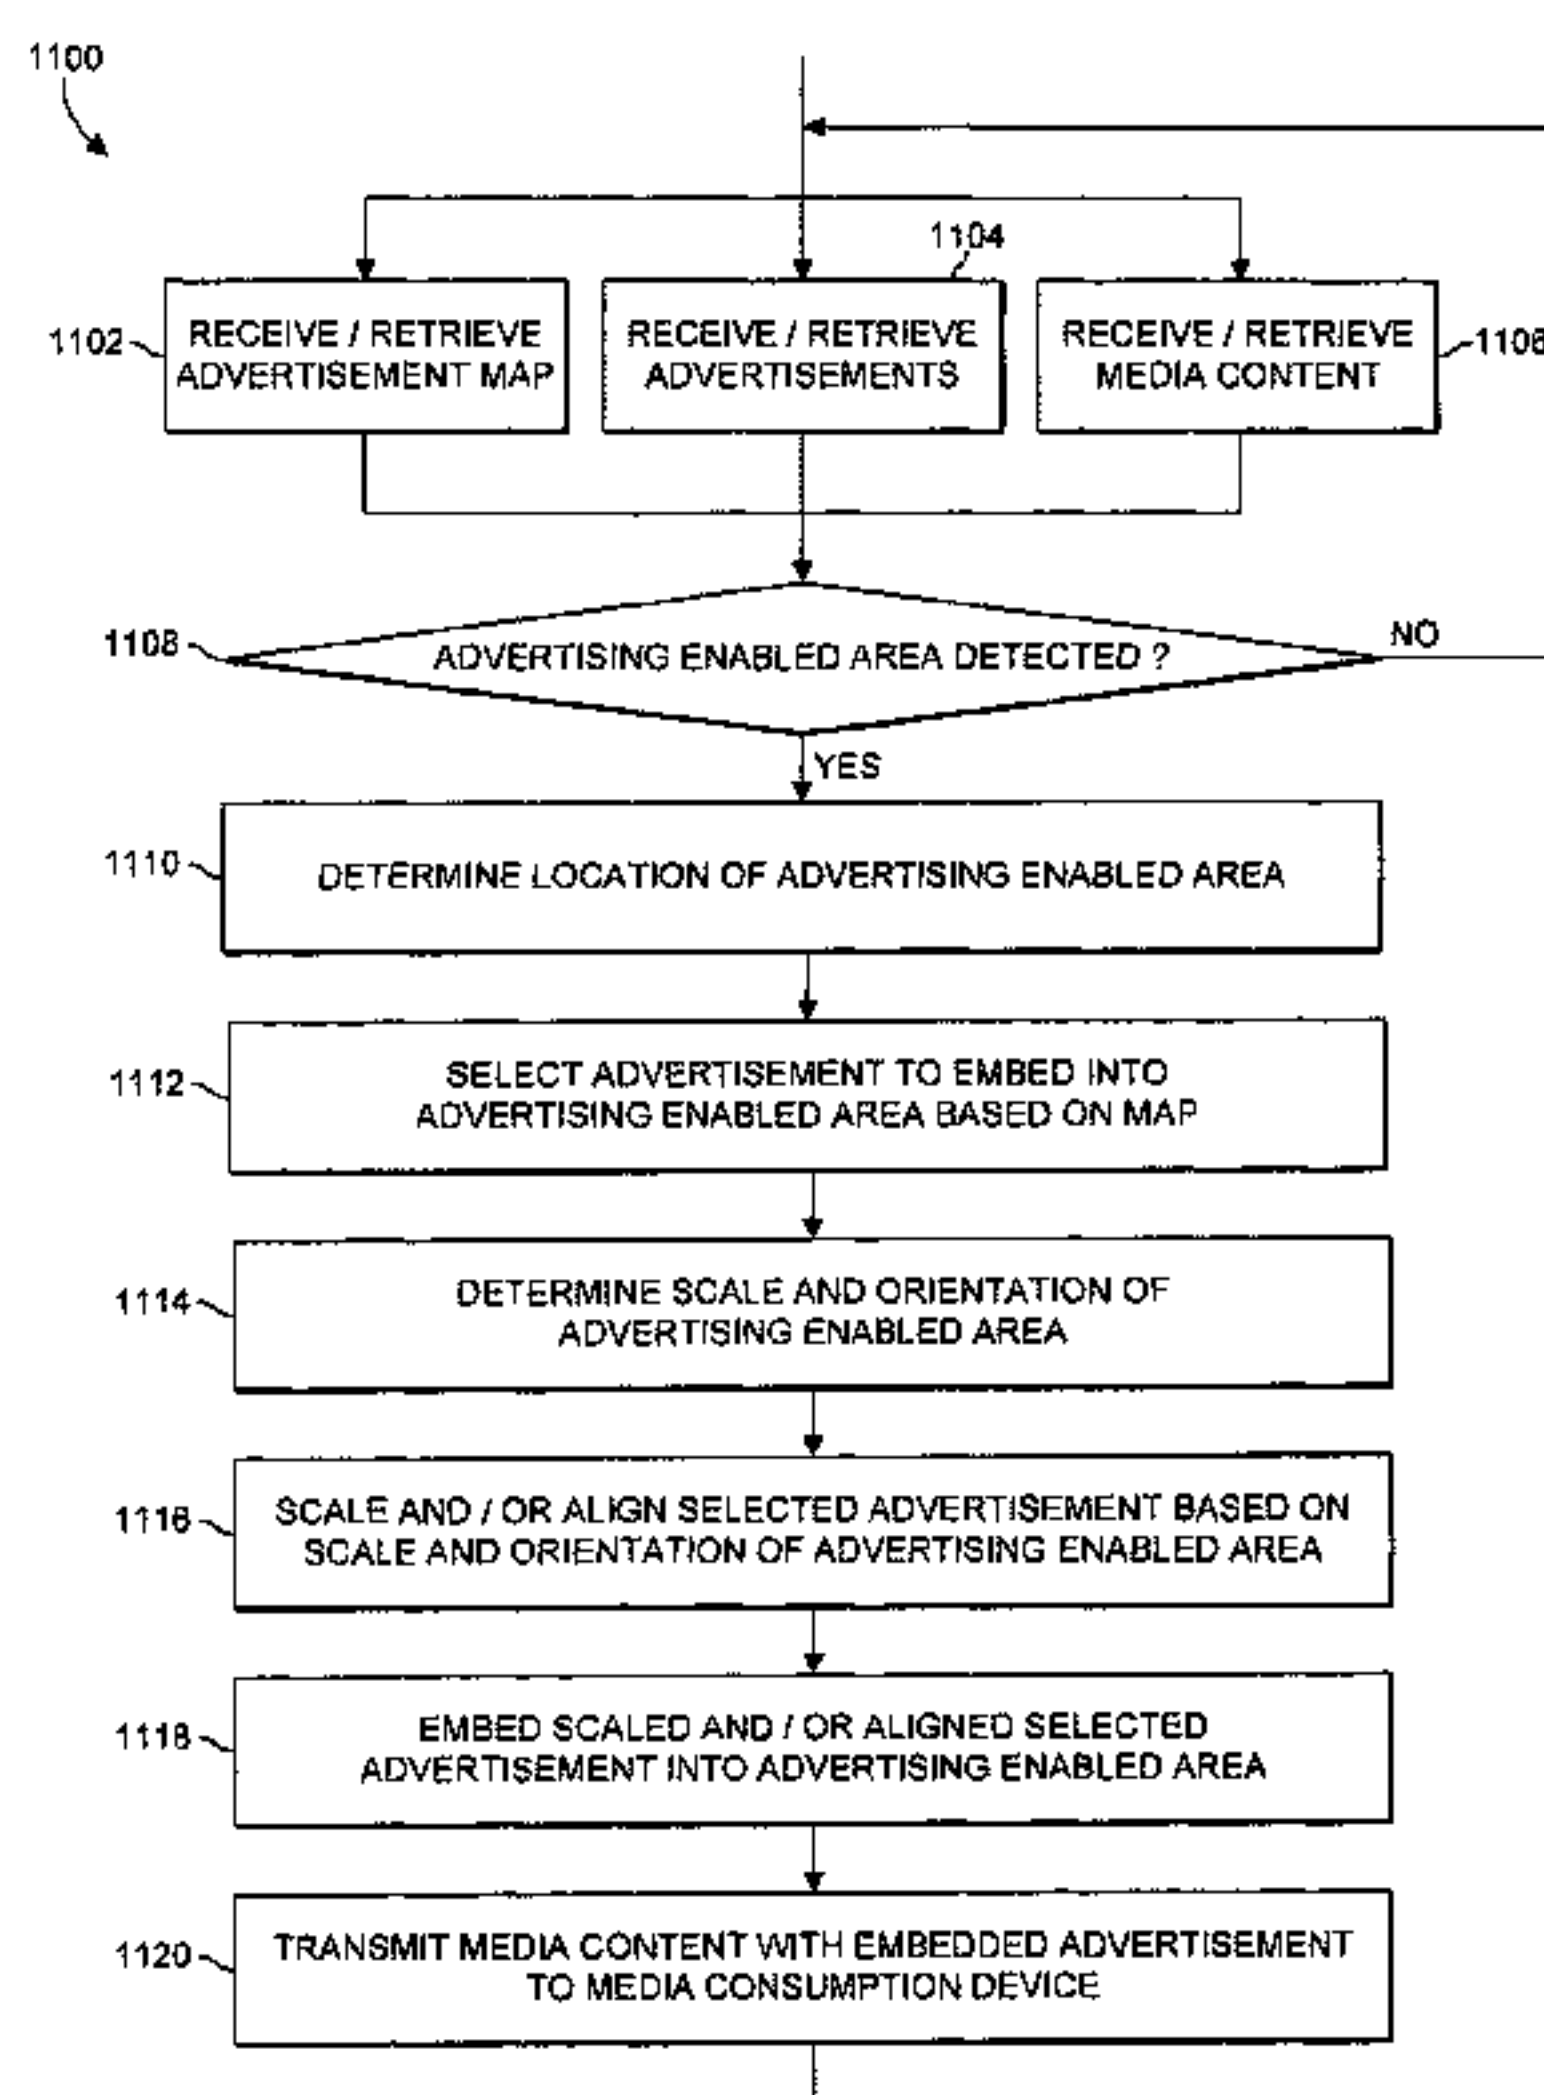 1100
1104
1102
RECEIVE / RETRIEVE
ADVERTISEMENT MAP
RECEIVE / RETRIEVE
ADVERTISEMENTS
RECEIVE / RETRIEVE
MEDIA CONTENT
1106
1108
ADVERTISING ENABLED AREA DETECTED ?
NO
YES
1110
DETERMINE LOCATION OF ADVERTISING ENABLED AREA
1112
SELECT ADVERTISEMENT TO EMBED INTO
ADVERTISING ENABLED AREA BASED ON MAP
1114
DETERMINE SCALE AND ORIENTATION OF
ADVERTISING ENABLED AREA
1116
SCALE AND / OR ALIGN SELECTED ADVERTISEMENT BASED ON
SCALE AND ORIENTATION OF ADVERTISING ENABLED AREA
1118
EMBED SCALED AND / OR ALIGNED SELECTED
ADVERTISEMENT INTO ADVERTISING ENABLED AREA
1120
TRANSMIT MEDIA CONTENT WITH EMBEDDED ADVERTISEMENT
TO MEDIA CONSUMPTION DEVICE